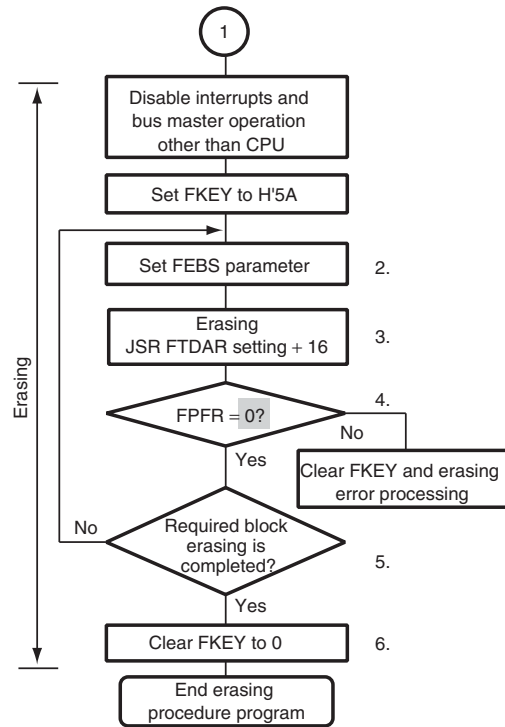 1
Disable interrupts and
bus master operation
other than CPU
Set FKEY to H'5A
Set FEBS parameter
2.
Erasing
JSR FTDAR setting + 16
3.
Erasing
4.
FPFR = 0?
No
Yes
Clear FKEY and erasing
error processing
No
Required block
erasing is
completed?
5.
Yes
Clear FKEY to 0
6.
End erasing
procedure program